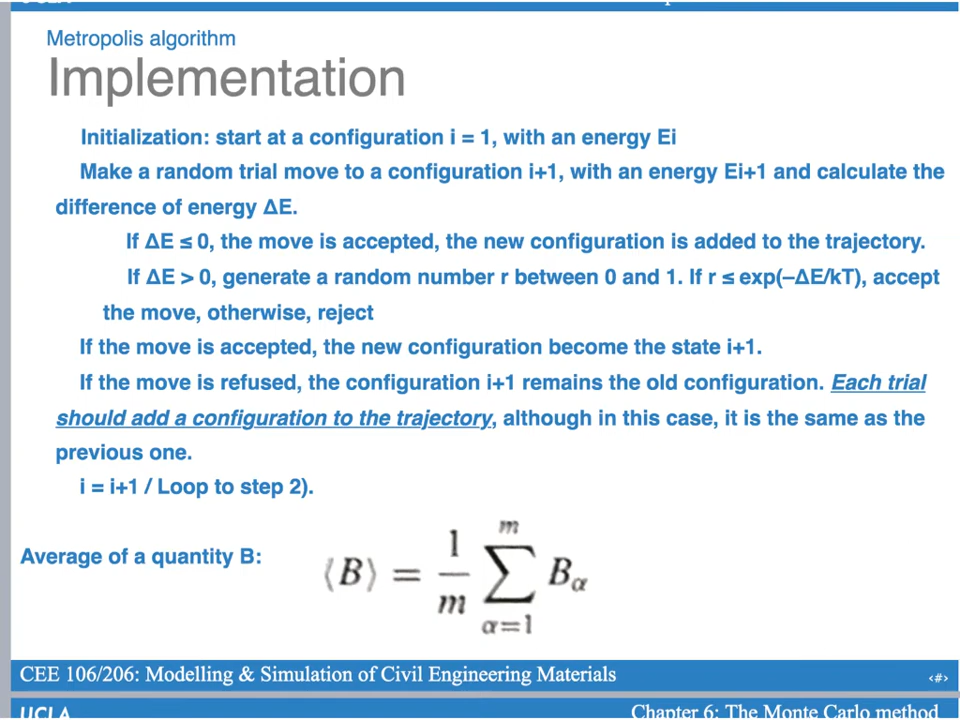 Metropolis algorithm
Implementation
Initialization: start at a configuration i = 1, with an energy Ei
Make a random trial move to a configuration i+1, with an energy Ei+1 and calculate the
difference of energy ΔE.
If ΔE ≤ 0, the move is accepted, the new configuration is added to the trajectory.
If ΔE > 0, generate a random number r between 0 and 1. If r ≤ exp(–ΔE/kT), accept
the move, otherwise, reject
If the move is accepted, the new configuration become the state i+1.
If the move is refused, the configuration i+1 remains the old configuration. Each trial
should add a configuration to the trajectory, although in this case, it is the same as the
previous one.
i = i+1 / Loop to step 2).
Average of a quantity B: ⟨B⟩ = 1/m ∑_{α=1}^{m} B_α
CEE 106/206: Modelling & Simulation of Civil Engineering Materials ‹#›
UCLA Chapter 6: The Monte Carlo method